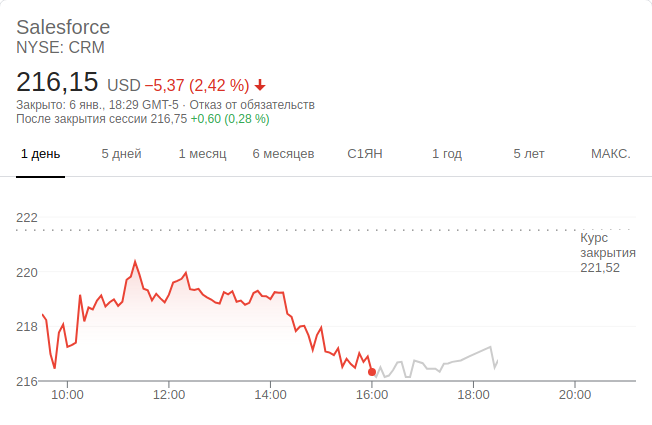 Salesforce
NYSE: CRM
216,15 USD −5,37 (2,42 %)
Закрыто: 6 янв., 18:29 GMT-5 · Отказ от обязательств
После закрытия сессии 216,75 +0,60 (0,28 %)
1 день 5 дней 1 месяц 6 месяцев С1ЯН 1 год 5 лет МАКС.
222
Курс
закрытия
221,52
220
218
216
10:00 12:00 14:00 16:00 18:00 20:00